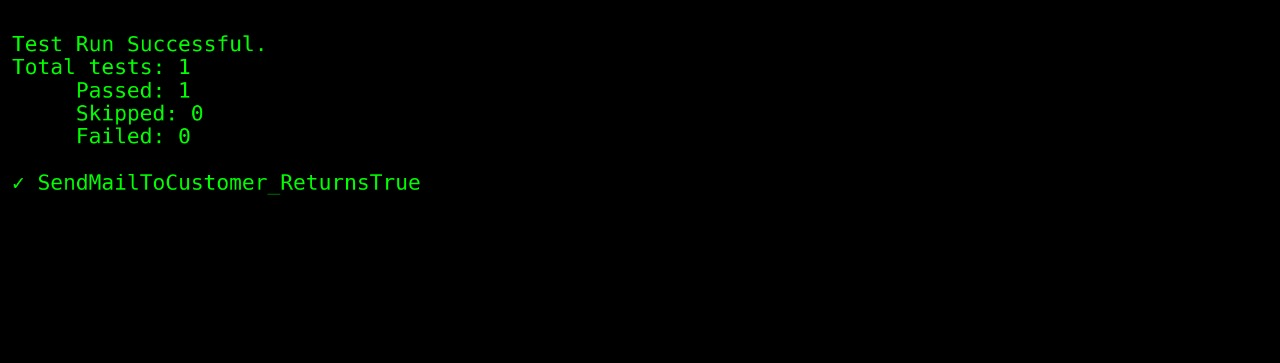 Test Run Successful.
Total tests: 1
Passed: 1
Skipped: 0
Failed: 0
✓ SendMailToCustomer_ReturnsTrue